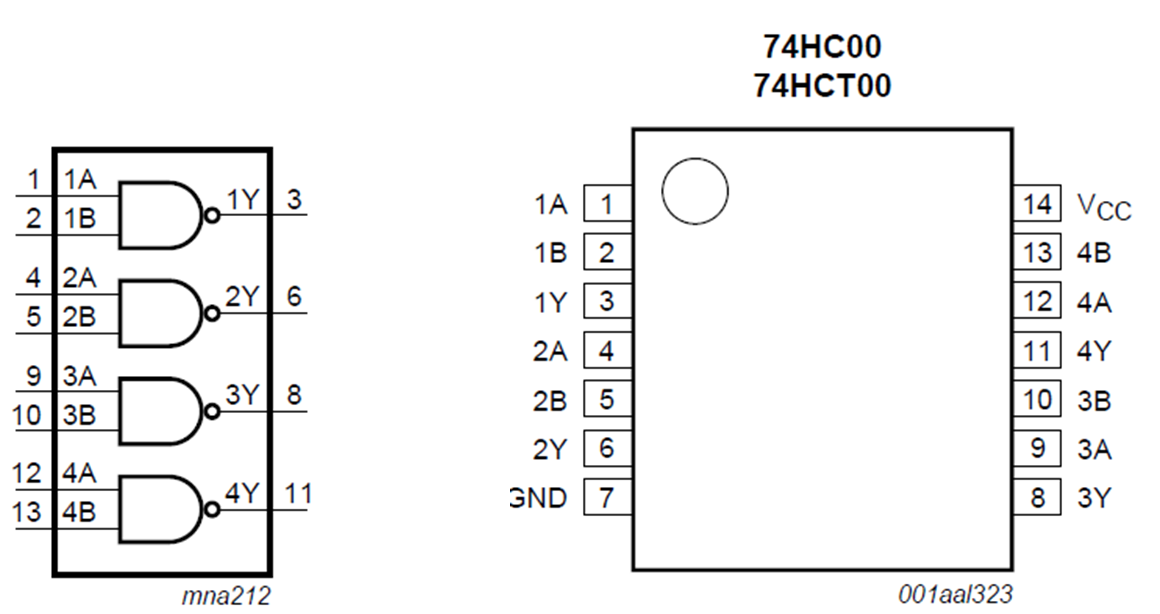 1 1A
1Y 3
2 1B
4 2A
2Y 6
5 2B
9 3A
3Y 8
10 3B
12 4A
4Y 11
13 4B
mna212
74HC00
74HCT00
1A 1 14 VCC
1B 2 13 4B
1Y 3 12 4A
2A 4 11 4Y
2B 5 10 3B
2Y 6 9 3A
GND 7 8 3Y
001aal323